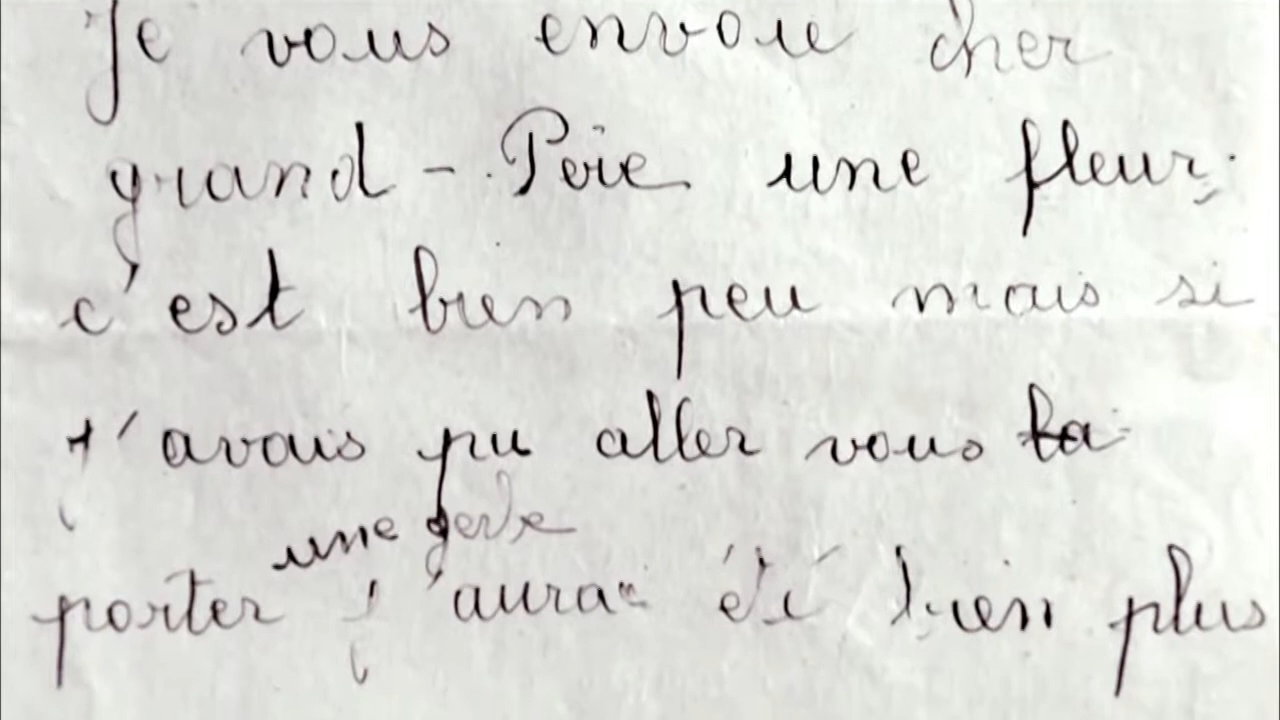 Je vous envoie cher
grand-Père une fleur;
c'est bien peu mais si
j'avais pu aller vous la
une gerbe
porter j'aurai été bien plus